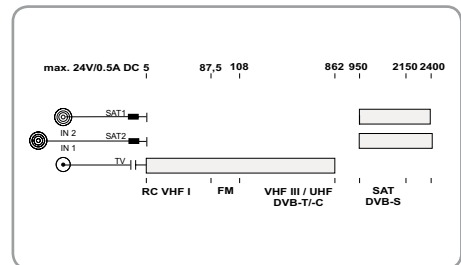 max. 24V/0.5A DC 5 87,5 108 862 950 2150 2400
SAT1
IN 2
SAT2
IN 1
TV
RC VHF I FM VHF III / UHF SAT
DVB-T/-C DVB-S